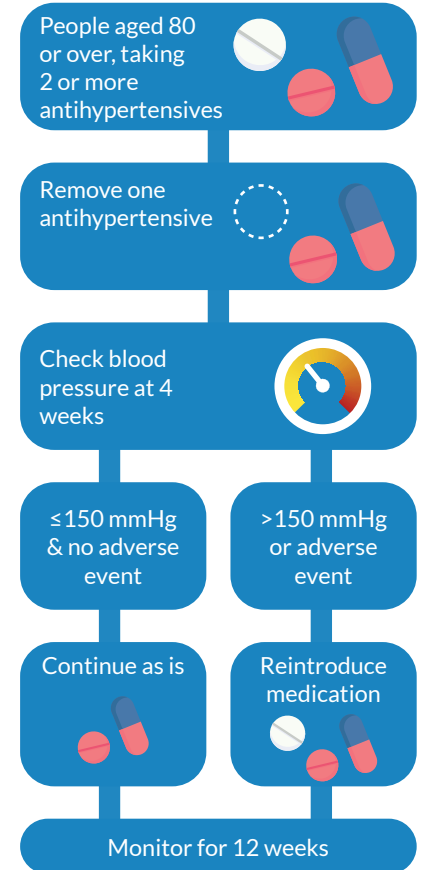 People aged 80
or over, taking
2 or more
antihypertensives
Remove one
antihypertensive
Check blood
pressure at 4
weeks
≤150 mmHg
& no adverse
event
>150 mmHg
or adverse
event
Continue as is
Reintroduce
medication
Monitor for 12 weeks